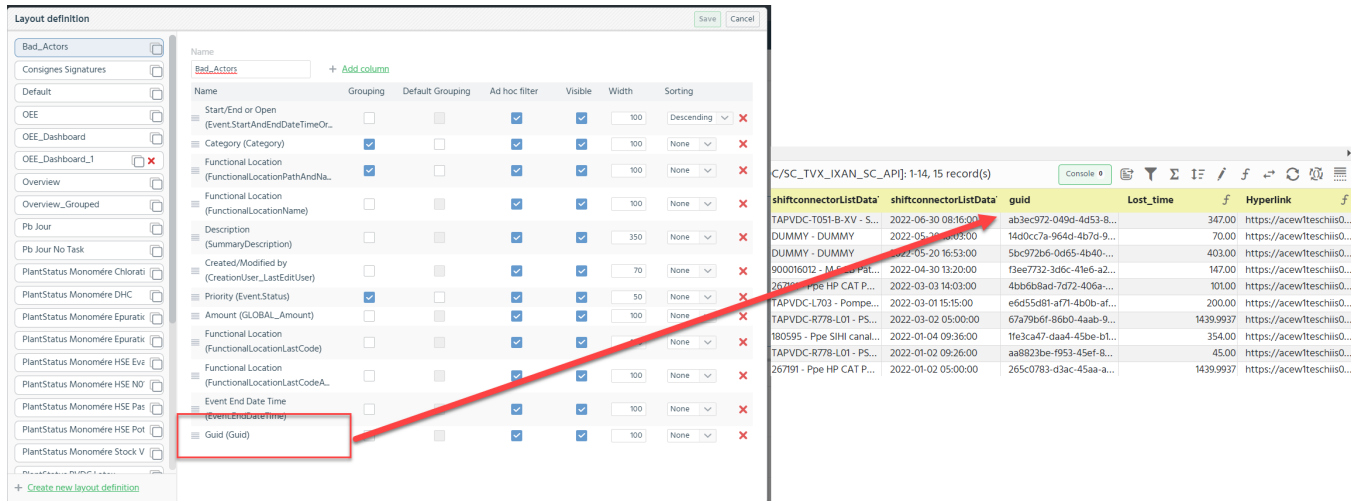 Layout definition
Save
Cancel
Bad_Actors
Consignes Signatures
Default
OEE
OEE_Dashboard
OEE_Dashboard_1
Overview
Overview_Grouped
Pb Jour
Pb Jour No Task
PlantStatus Monomére Chlorati
PlantStatus Monomére DHC
PlantStatus Monomére Epuratic
PlantStatus Monomére Epuratic
PlantStatus Monomére HSE Eva
PlantStatus Monomére HSE N0
PlantStatus Monomére HSE Pas
PlantStatus Monomére HSE Pot
PlantStatus Monomére Stock V
+ Create new layout definition
Name
Bad_Actors
+ Add column
Name Grouping Default Grouping Ad hoc filter Visible Width Sorting
Start/End or Open
(Event.StartAndEndDateTimeOr... 100 Descending
Category (Category) 100 None
Functional Location
(FunctionalLocationPathAndNa... 100 None
Functional Location
(FunctionalLocationName) 100 None
Description
(SummaryDescription) 350 None
Created/Modified by
(CreationUser_LastEditUser) 70 None
Priority (Event.Status) 50 None
Amount (GLOBAL_Amount) 100 None
Functional Location
(FunctionalLocationLastCode) None
Functional Location
(FunctionalLocationLastCodeA... 100 None
Event End Date Time
(Event.EndDateTime) 100 None
Guid (Guid) 100 None
C/SC_TVX_IXAN_SC_API]: 1-14, 15 record(s)
Console 0
shiftconnectorListData shiftconnectorListData guid Lost_time f Hyperlink f
TAPVDC-T051-B-XV - S... 2022-06-30 08:16:00 ab3ec972-049d-4d53-8... 347.00 https://acew1teschiis0...
DUMMY - DUMMY 14d0cc7a-964d-4b7d-9... 70.00 https://acew1teschiis0...
DUMMY - DUMMY 2022-05-20 16:53:00 5bc972b6-0d65-4b40-... 403.00 https://acew1teschiis0...
2022-04-30 13:20:00 f3ee7732-3d6c-41e6-a2... 147.00 https://acew1teschiis0...
Ppe HP CAT P... 2022-03-03 14:03:00 4bb6b8ad-7d72-406a-... 101.00 https://acew1teschiis0...
TAPVDC-L703 - Pompe... 2022-03-01 15:15:00 e6d55d81-af71-4b0b-af... 200.00 https://acew1teschiis0...
TAPVDC-R778-L01 - PS... 2022-03-02 05:00:00 67a79b6f-86b0-4aab-9... 1439.9937 https://acew1teschiis0...
180595 - Ppe SIHI canal... 2022-01-04 09:36:00 1fe3ca47-daa4-45be-b1... 354.00 https://acew1teschiis0...
TAPVDC-R778-L01 - PS... 2022-01-02 09:26:00 aa8823be-f953-45ef-8... 45.00 https://acew1teschiis0...
267191 - Ppe HP CAT P... 2022-01-02 05:00:00 265c0783-d3ac-45aa-a... 1439.9937 https://acew1teschiis0...